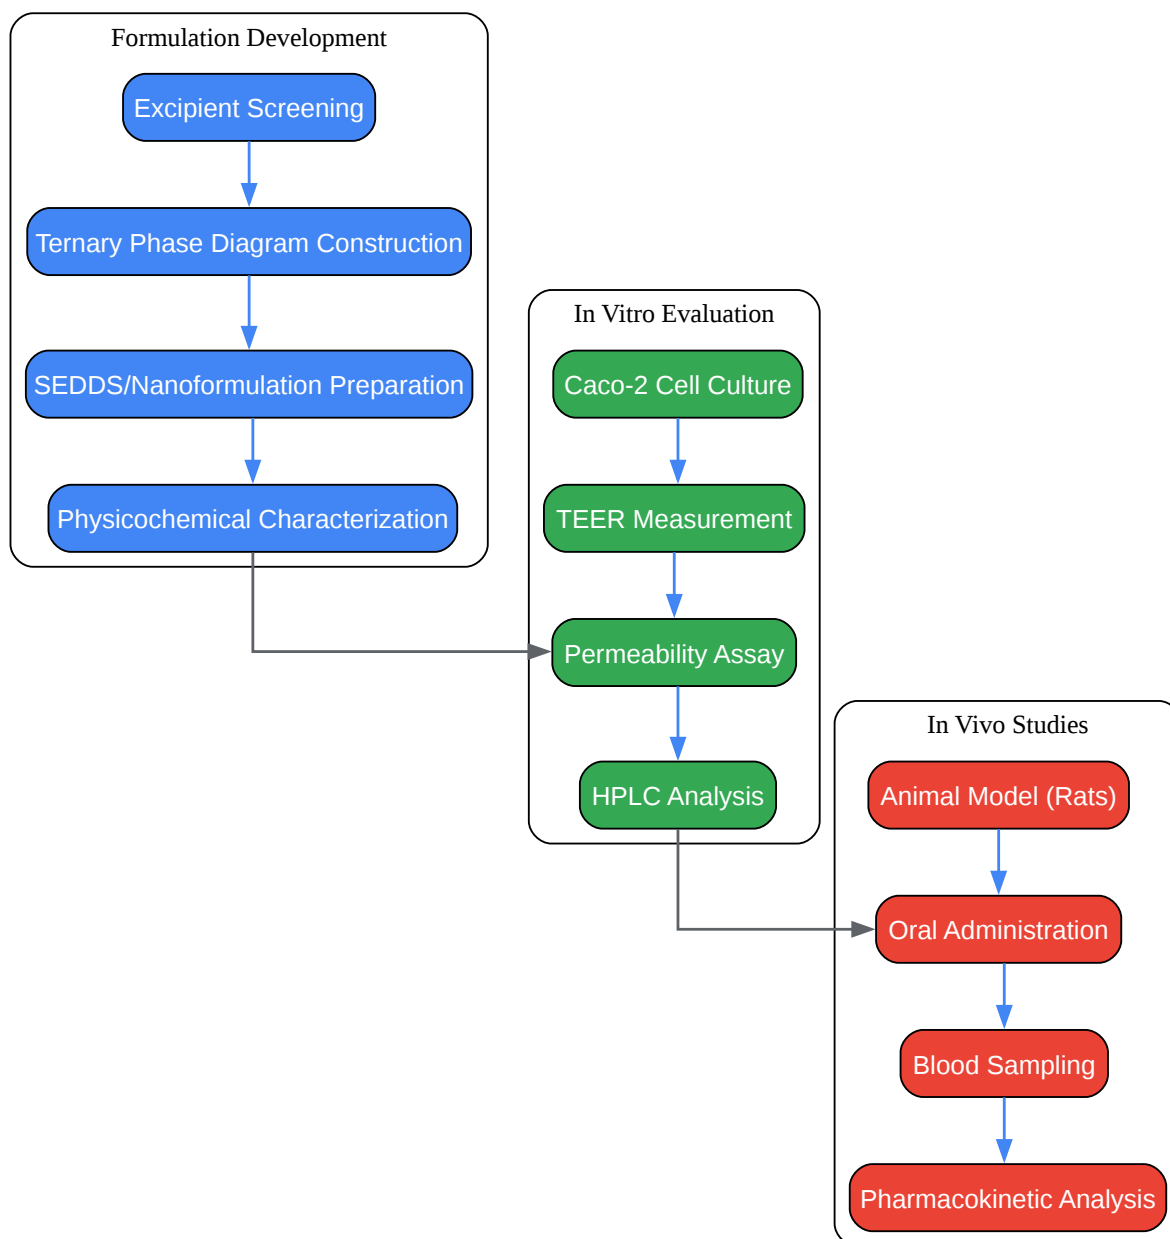 Formulation Development
Excipient Screening
Ternary Phase Diagram Construction
SEDDS/Nanoformulation Preparation
Physicochemical Characterization
In Vitro Evaluation
Caco-2 Cell Culture
TEER Measurement
Permeability Assay
HPLC Analysis
In Vivo Studies
Animal Model (Rats)
Oral Administration
Blood Sampling
Pharmacokinetic Analysis